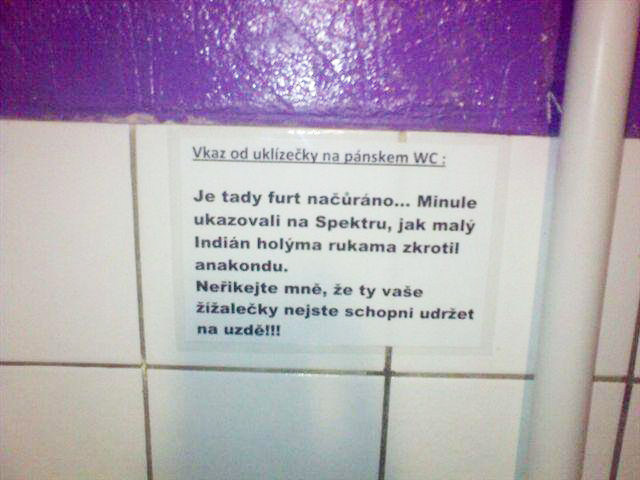 Vkaz od uklízečky na pánskem WC :
Je tady furt načůráno... Minule
ukazovali na Spektru, jak malý
Indián holýma rukama zkrotil
anakondu.
Neřikejte mně, že ty vaše
žížalečky nejste schopni udržet
na uzdě!!!